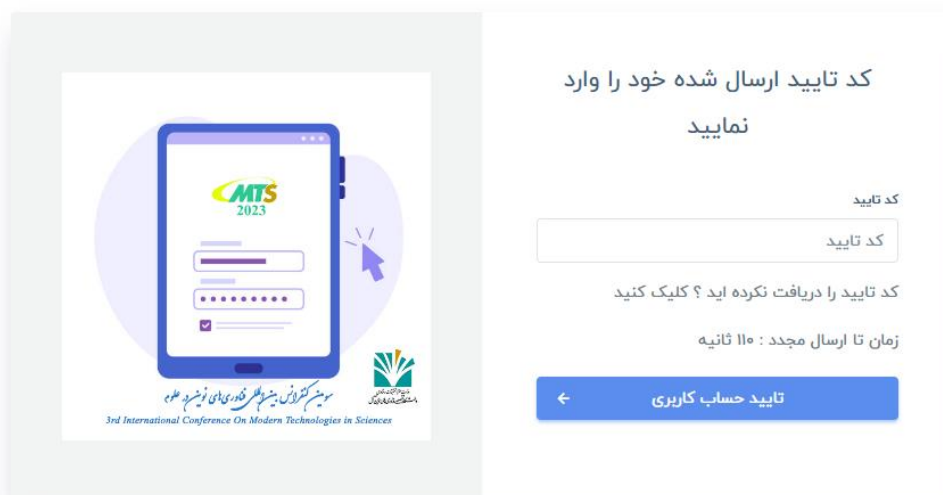 کد تایید ارسال شده خود را وارد
نمایید
کد تایید
کد تایید
کد تایید را دریافت نکرده اید ؟ کلیک کنید
زمان تا ارسال مجدد : ۱۱۰ ثانیه
تایید حساب کاربری
MTS
2023
سومین کنفرانس بین‌المللی فناوری‌های نوین در علوم
3rd International Conference On Modern Technologies in Sciences